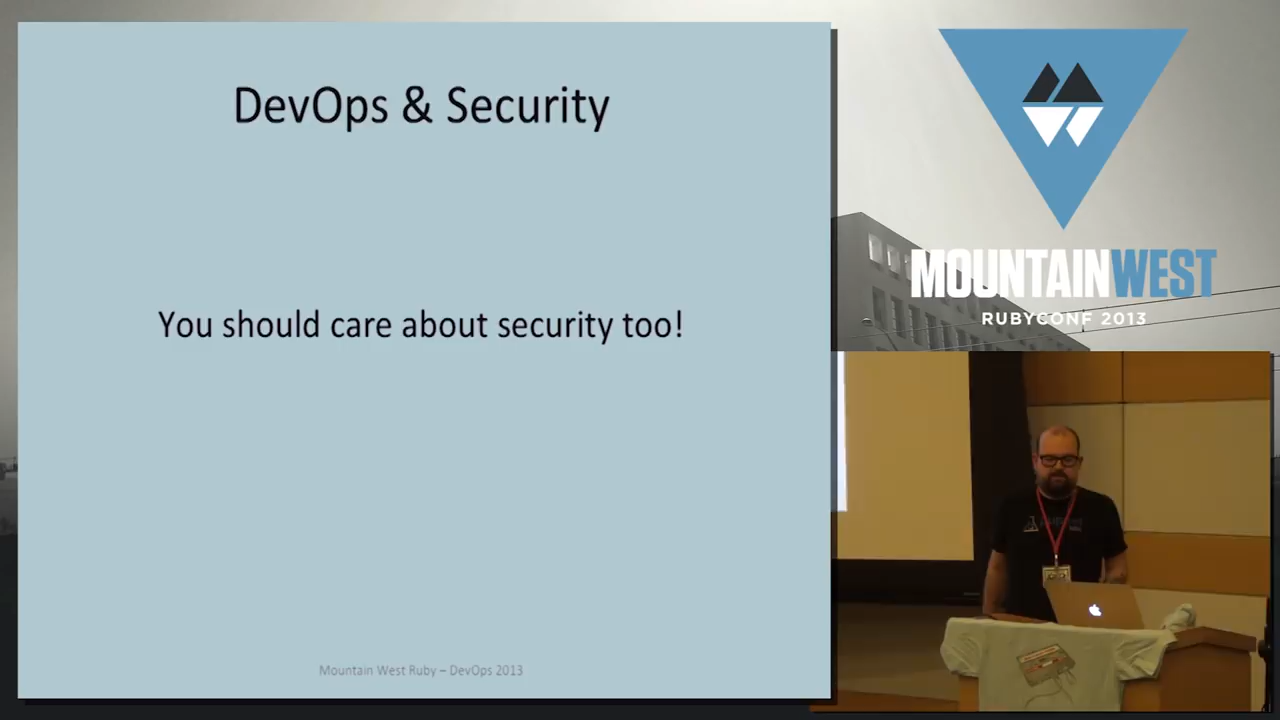 DevOps & Security
You should care about security too!
Mountain West Ruby – DevOps 2013
MOUNTAINWEST
RUBYCONF 2013